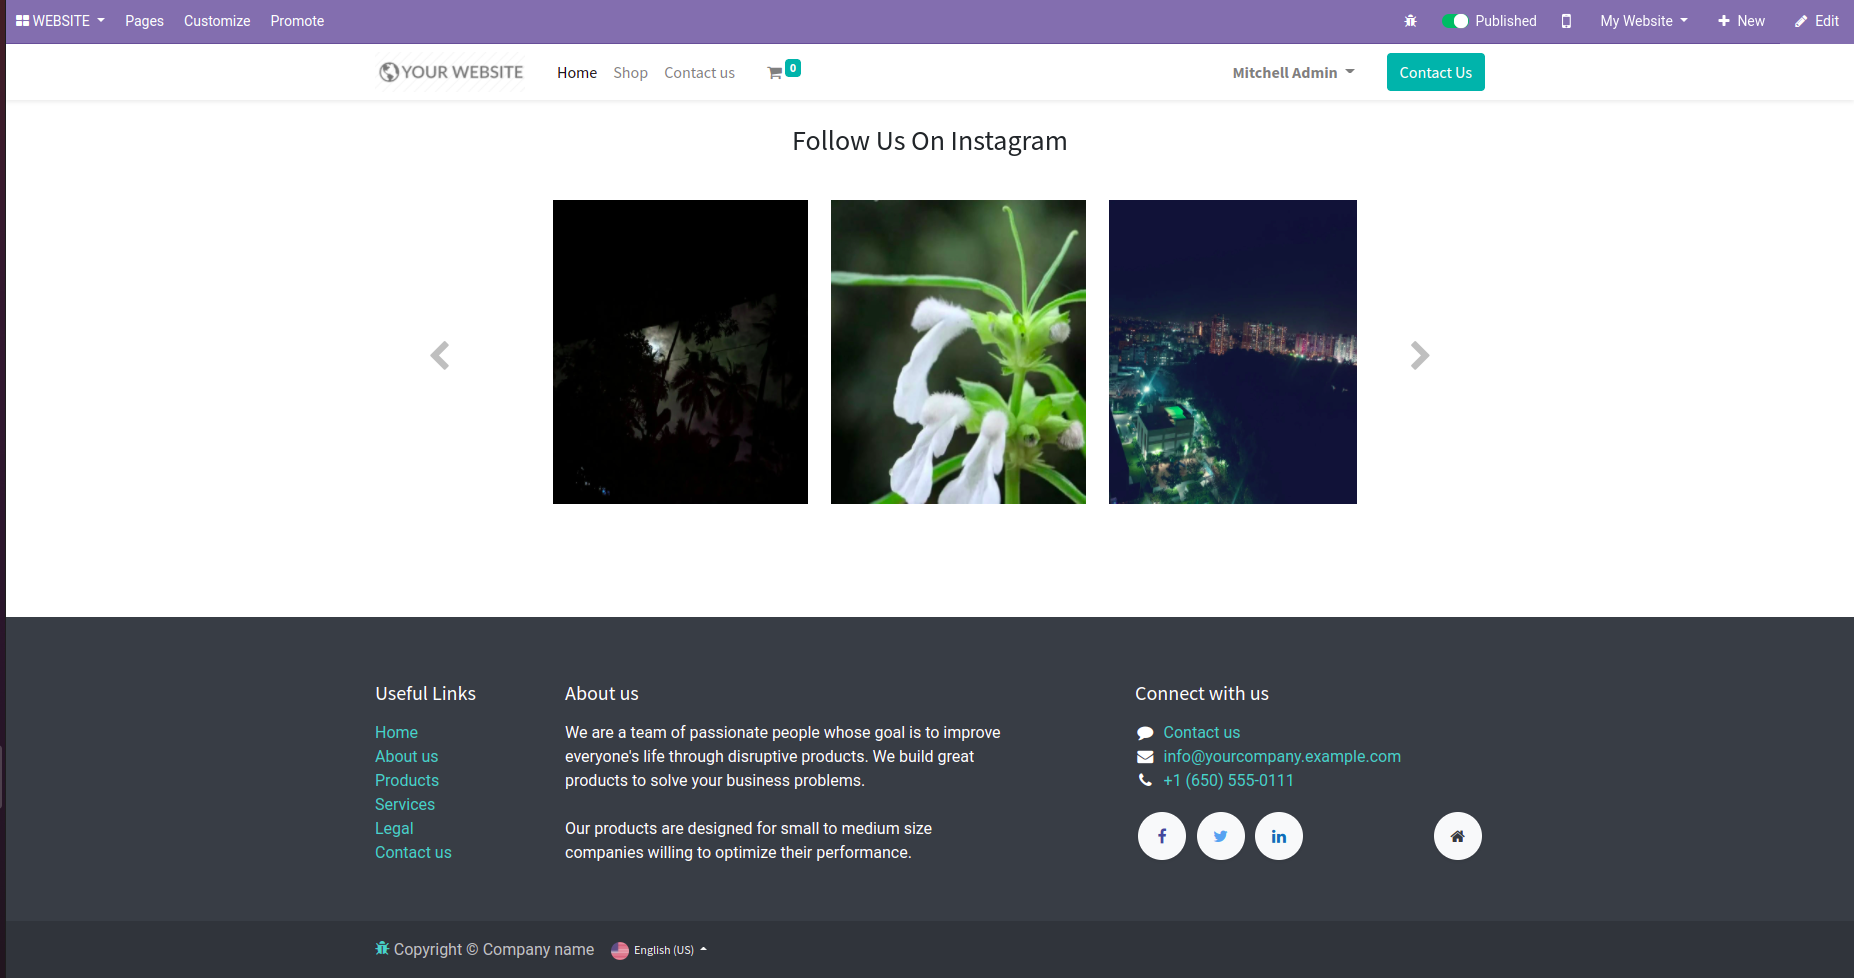 WEBSITE Pages Customize Promote Published My Website New Edit
YOUR WEBSITE Home Shop Contact us 0 Mitchell Admin Contact Us
Follow Us On Instagram
Useful Links
Home
About us
Products
Services
Legal
Contact us
About us
We are a team of passionate people whose goal is to improve
everyone's life through disruptive products. We build great
products to solve your business problems.
Our products are designed for small to medium size
companies willing to optimize their performance.
Connect with us
Contact us
info@yourcompany.example.com
+1 (650) 555-0111
Copyright © Company name English (US)